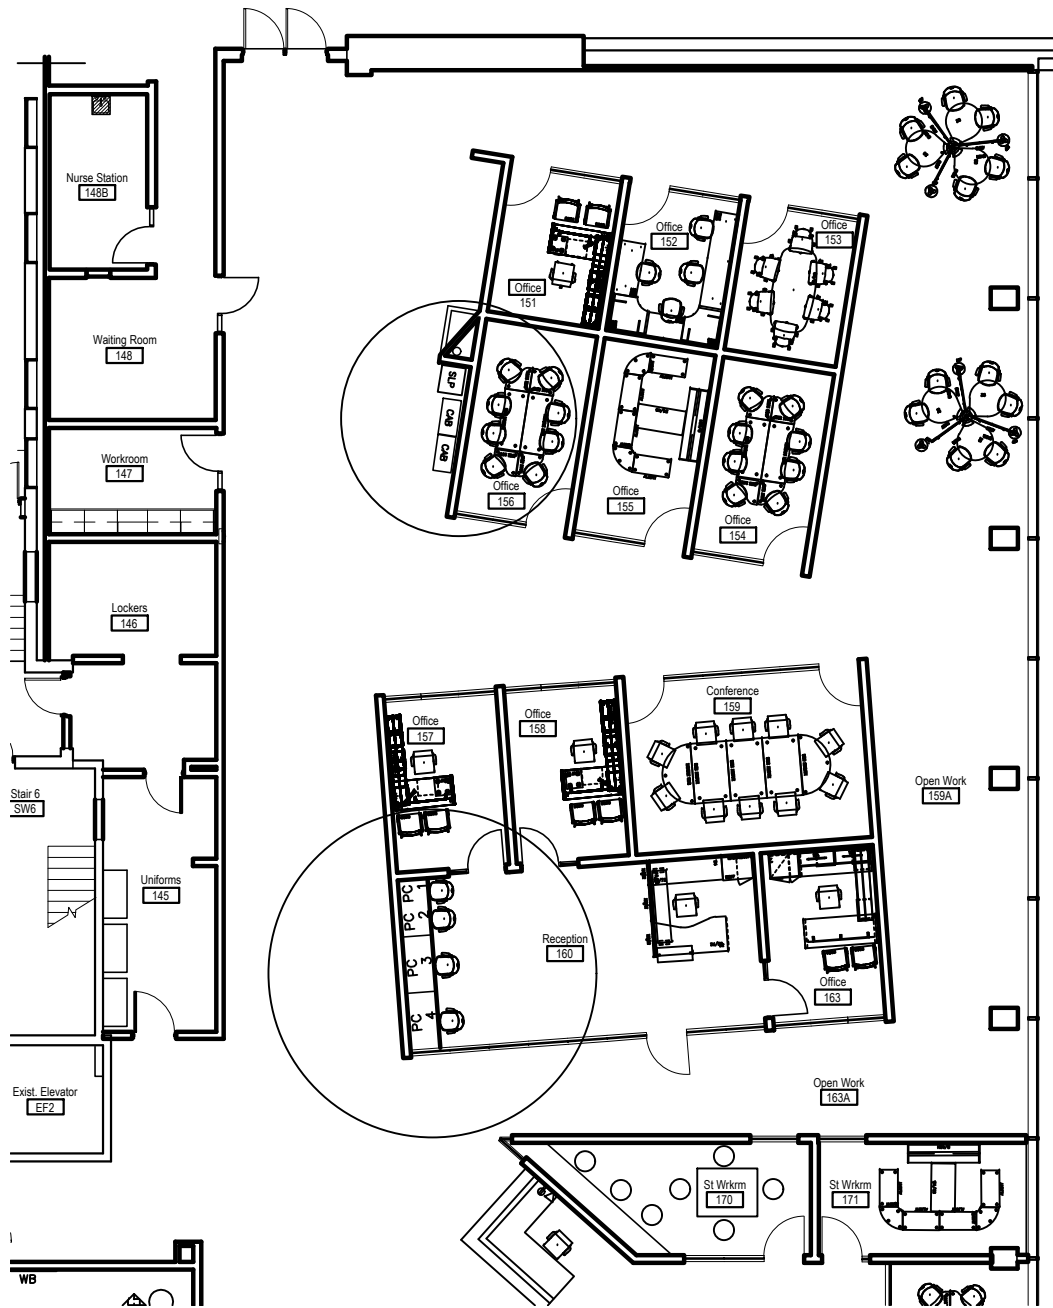 Nurse Station
148B
Office
152
Office
153
Office
151
Waiting Room
148
SLP
CAB
CAB
Workroom
147
Office
156
Office
155
Office
154
Lockers
146
Conference
159
Office
157
Office
158
Stair 6
SW6
Open Work
159A
Uniforms
145
PC 1
PC 2
PC 3
PC 4
Reception
160
Office
163
Exist. Elevator
EF2
Open Work
163A
St Wrkrm
170
St Wrkrm
171
WB